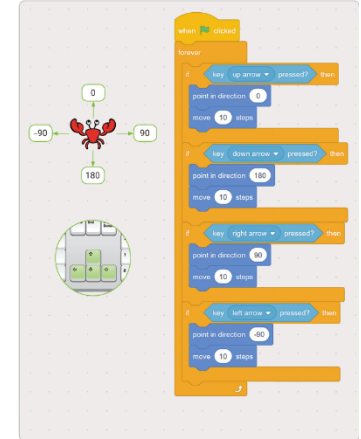 when clicked
forever
if key up arrow pressed? then
point in direction 0
move 10 steps
if key down arrow pressed? then
point in direction 180
move 10 steps
if key right arrow pressed? then
point in direction 90
move 10 steps
if key left arrow pressed? then
point in direction -90
move 10 steps
0
-90 90
180